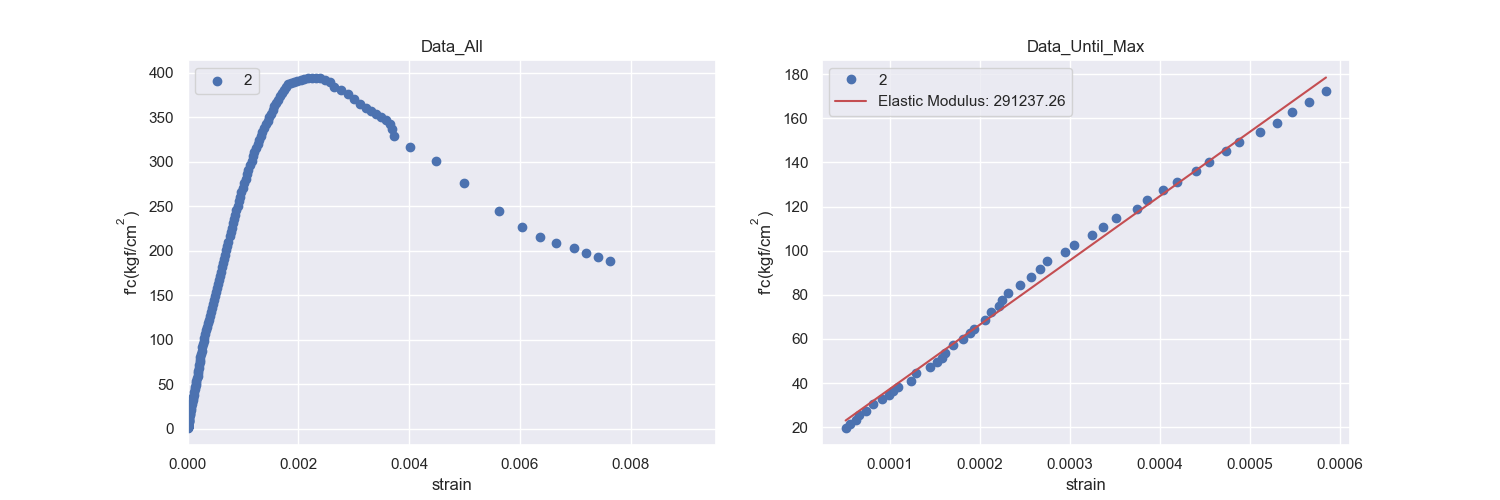 Data_All
2
400
350
300
250
200
150
100
50
0
f'c(kgf/cm²)
0.000 0.002 0.004 0.006 0.008
strain
Data_Until_Max
2
Elastic Modulus: 291237.26
180
160
140
120
100
80
60
40
20
f'c(kgf/cm²)
0.0001 0.0002 0.0003 0.0004 0.0005 0.0006
strain